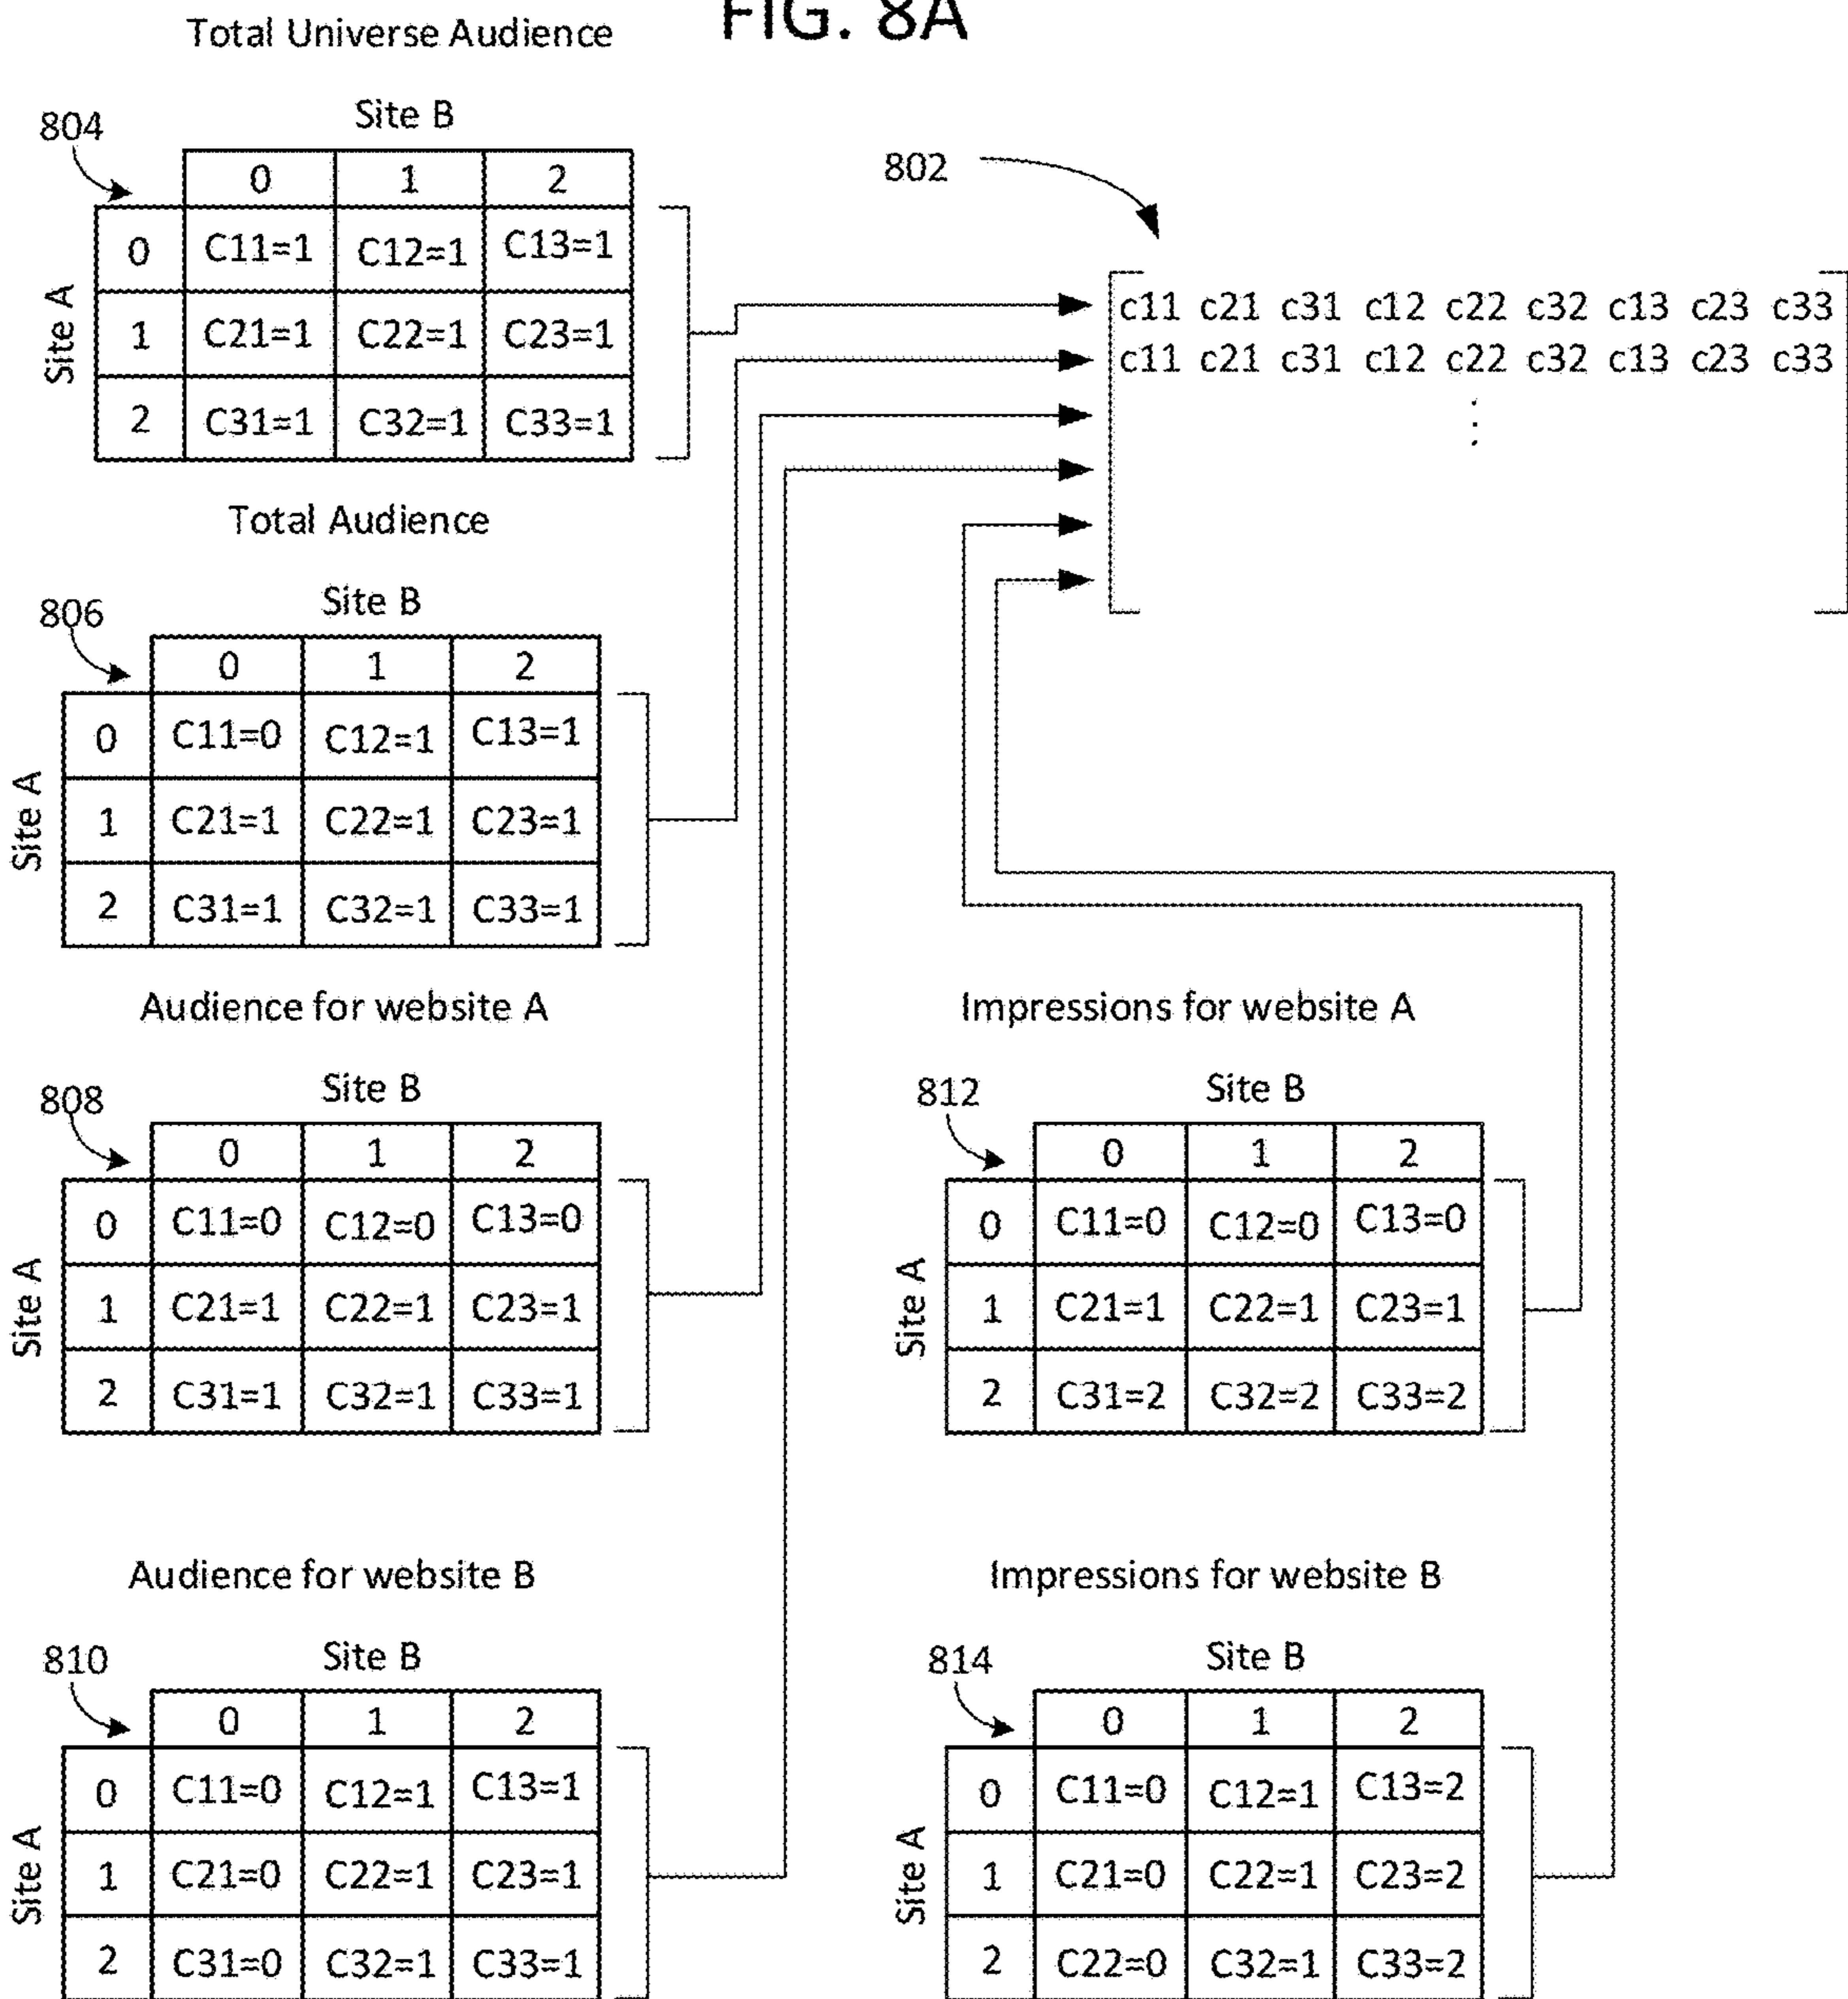 FIG. 8A
Total Universe Audience
Site B
804
0 1 2
Site A
0 C11=1 C12=1 C13=1
1 C21=1 C22=1 C23=1
2 C31=1 C32=1 C33=1
802
c11 c21 c31 c12 c22 c32 c13 c23 c33
c11 c21 c31 c12 c22 c32 c13 c23 c33
Total Audience
Site B
806
0 1 2
Site A
0 C11=0 C12=1 C13=1
1 C21=1 C22=1 C23=1
2 C31=1 C32=1 C33=1
Audience for website A
Site B
808
0 1 2
Site A
0 C11=0 C12=0 C13=0
1 C21=1 C22=1 C23=1
2 C31=1 C32=1 C33=1
Impressions for website A
Site B
812
0 1 2
Site A
0 C11=0 C12=0 C13=0
1 C21=1 C22=1 C23=1
2 C31=2 C32=2 C33=2
Audience for website B
Site B
810
0 1 2
Site A
0 C11=0 C12=1 C13=1
1 C21=0 C22=1 C23=1
2 C31=0 C32=1 C33=1
Impressions for website B
Site B
814
0 1 2
Site A
0 C11=0 C12=1 C13=2
1 C21=0 C22=1 C23=2
2 C22=0 C32=1 C33=2